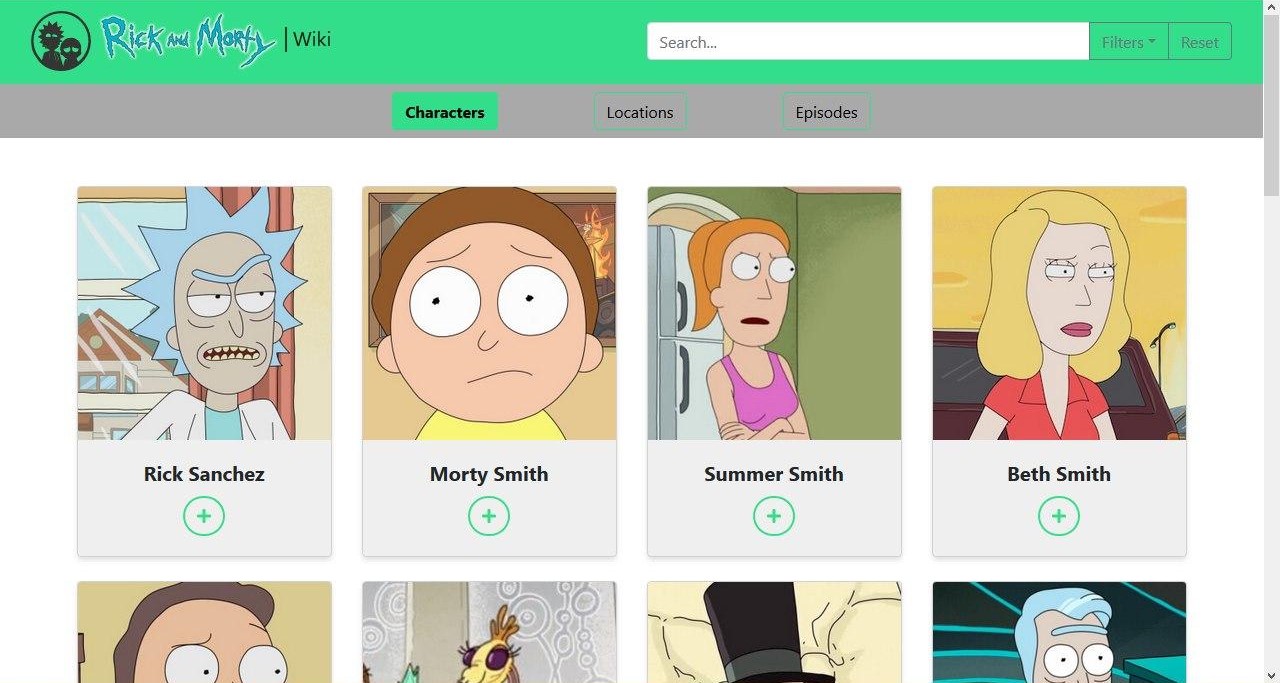 Rick and Morty | Wiki
Search...
Filters
Reset
Characters
Locations
Episodes
Rick Sanchez
Morty Smith
Summer Smith
Beth Smith